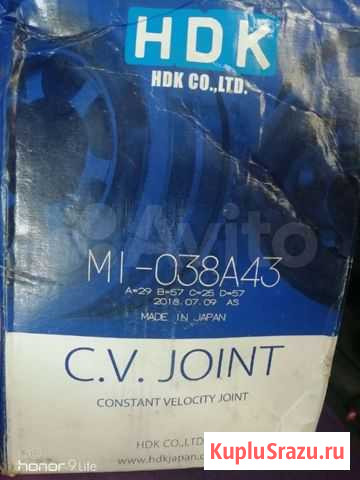 HDK
HDK CO.,LTD.
Avito
MI-038A43
A=29 B=57 C=25 D=57
2018.07.09 AS
MADE IN JAPAN
C.V. JOINT
CONSTANT VELOCITY JOINT
HDK CO.,LTD.
www.hdkjapan.c
honor 9 lite
KupluSrazu.ru